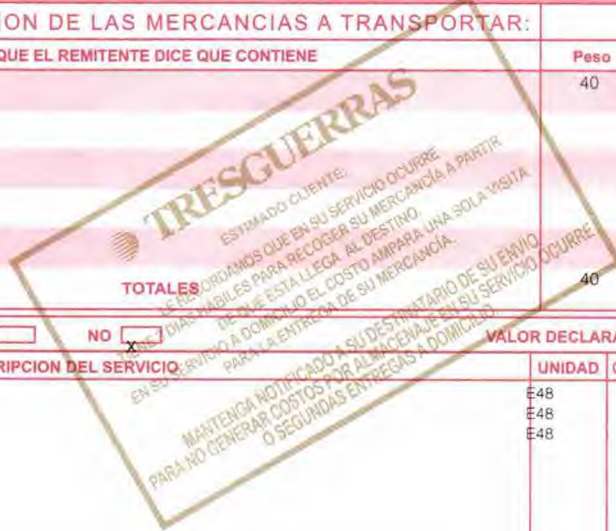 ION DE LAS MERCANCIAS A TRANSPORTAR:
QUE EL REMITENTE DICE QUE CONTIENE Peso
40
TRESGUERRAS
ESTIMADO CLIENTE:
LE RECORDAMOS QUE EN SU SERVICIO OCURRE
DIAS HABILES PARA RECOGER SU MERCANCÍA A PARTIR
DE QUE ESTA LLEGA AL DESTINO.
EN SU SERVICIO A DOMICILIO EL COSTO AMPARA UNA SOLA VISITA
PARA LA ENTREGA DE SU MERCANCÍA.
MANTENGA NOTIFICADO A SU DESTINATARIO DE SU ENVIO
PARA NO GENERAR COSTOS POR ALMACENAJE EN SU SERVICIO OCURRE
O SEGUNDAS ENTREGAS A DOMICILIO.
TOTALES 40
NO X VALOR DECLARA
RIPCION DEL SERVICIO UNIDAD
E48
E48
E48